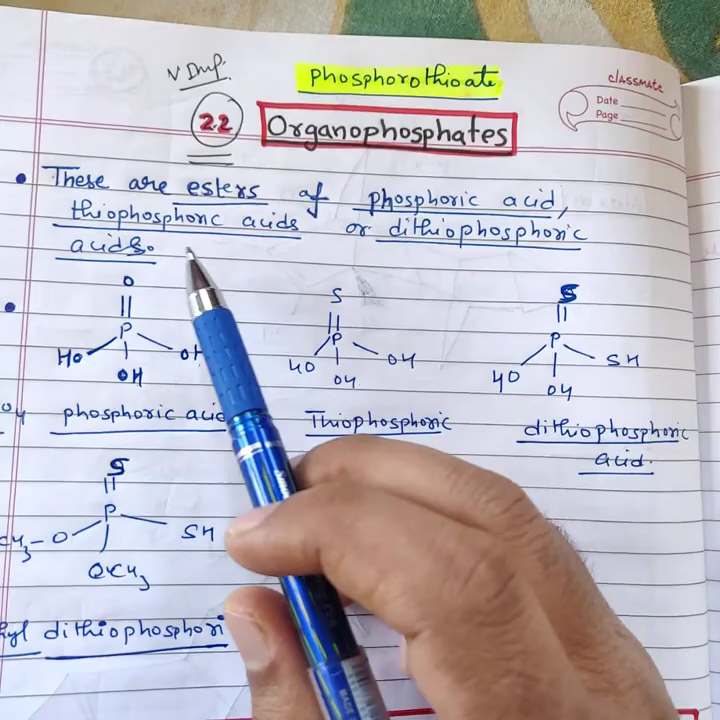 V Imp.
Phosphorothioate
classmate
Date
Page
22
Organophosphates
• These are esters of phosphoric acid,
thiophosphoric acids or dithiophosphoric
acids.
O
P
HO
OH
OH
S
P
HO
OH
OH
S
P
HO
OH
SH
phosphoric acid
Thiophosphoric
dithiophosphoric
acid.
S
P
CH3-O
SH
OCH3
dithiophosphori